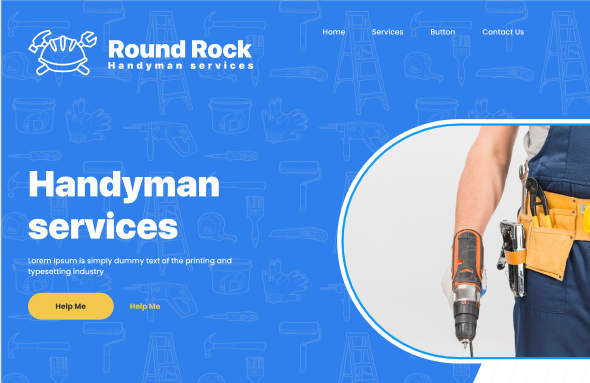 Round Rock
Handyman services
Home Services Button Contact Us
Handyman
services
Lorem Ipsum is simply dummy text of the printing and
typesetting industry
Help Me Help Me